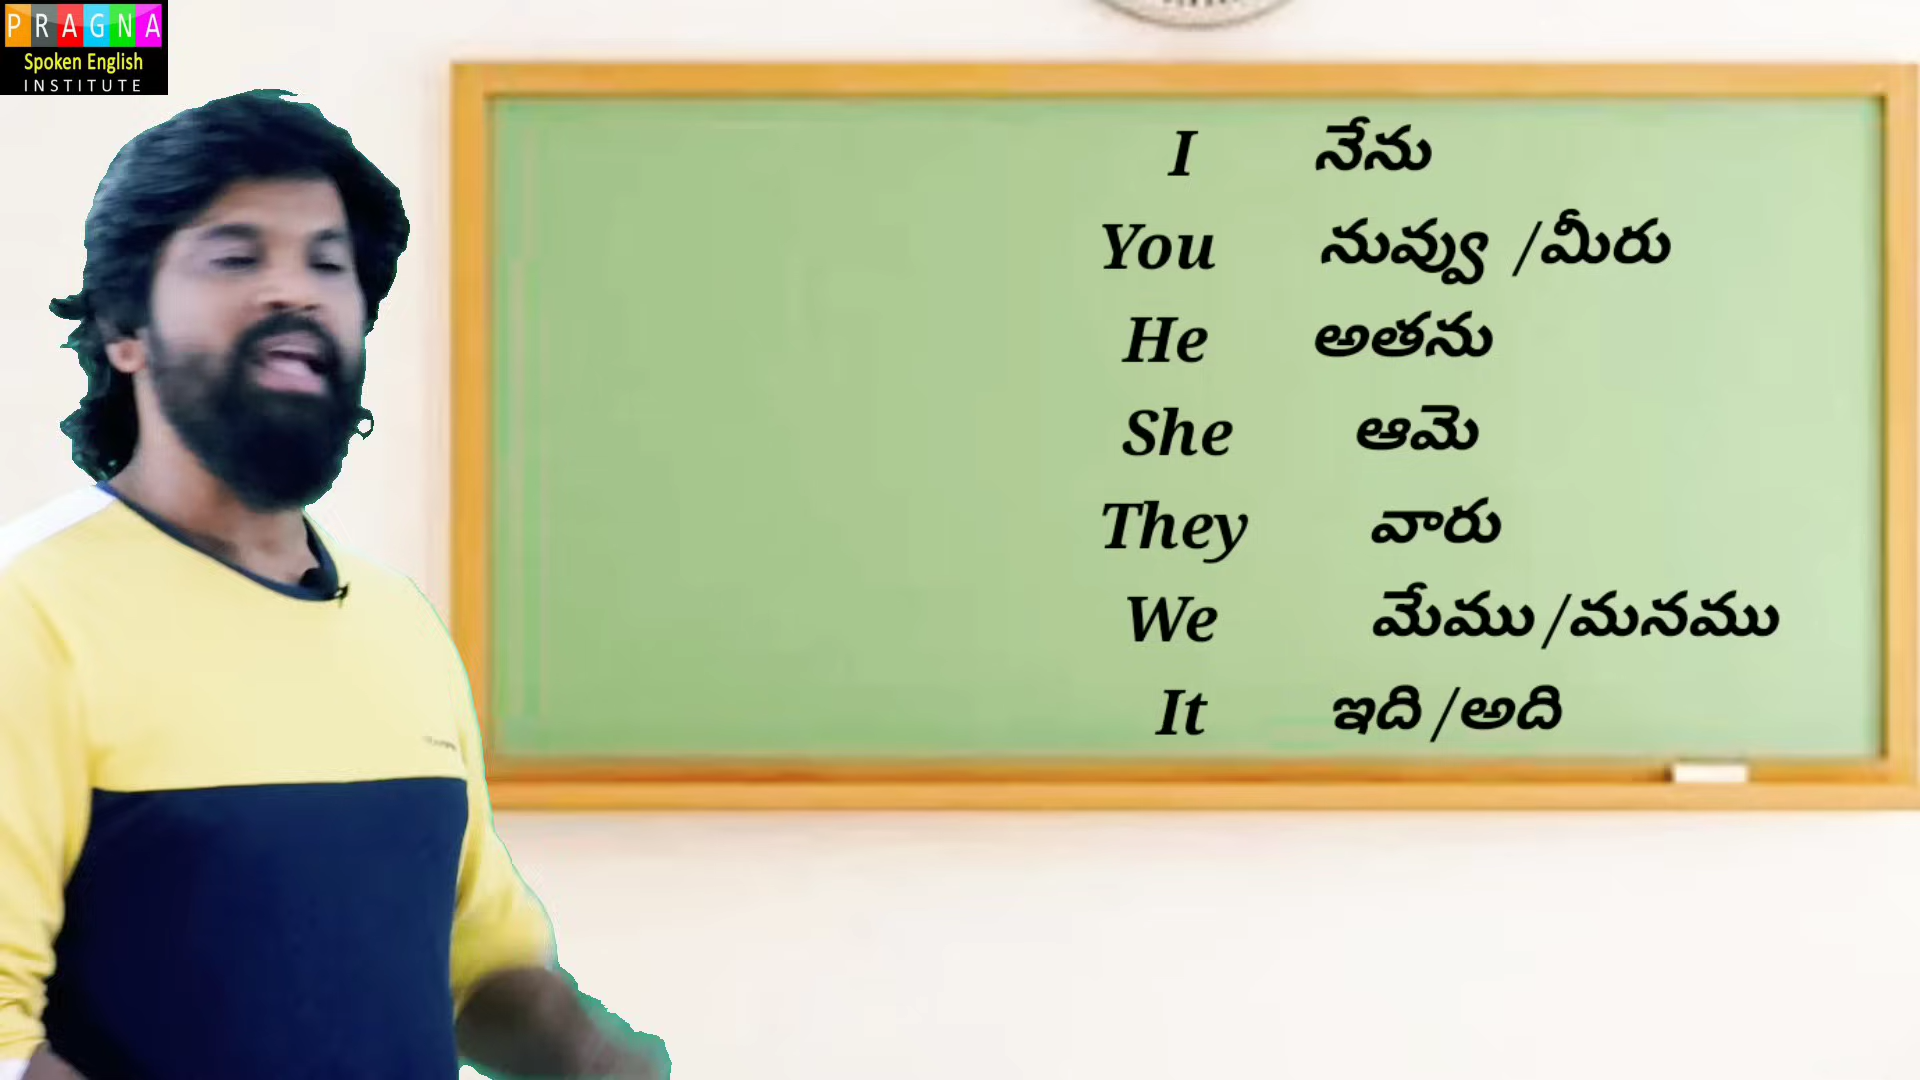 PRAGNA
Spoken English
INSTITUTE
I నేను
You నువ్వు /మీరు
He అతను
She ఆమె
They వారు
We మేము/మనము
It ఇది/అది